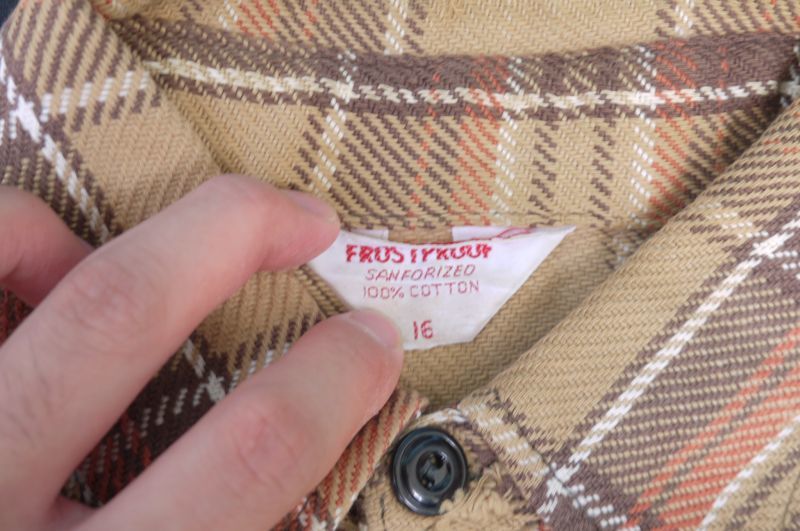 FROSTPROOF
SANFORIZED
100% COTTON
16